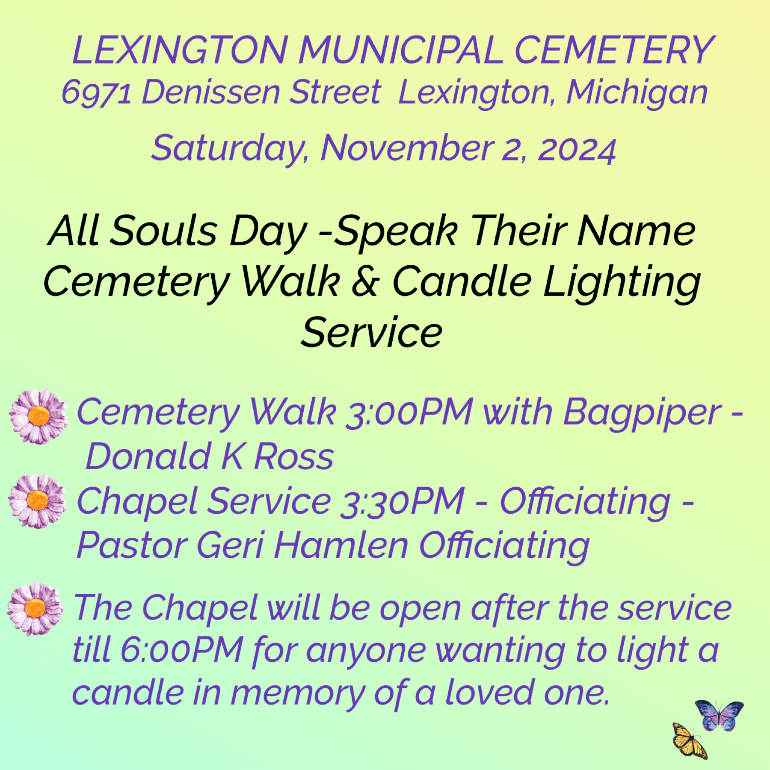 LEXINGTON MUNICIPAL CEMETERY
6971 Denissen Street Lexington, Michigan
Saturday, November 2, 2024
All Souls Day -Speak Their Name
Cemetery Walk & Candle Lighting
Service
Cemetery Walk 3:00PM with Bagpiper -
Donald K Ross
Chapel Service 3:30PM - Officiating -
Pastor Geri Hamlen Officiating
The Chapel will be open after the service
till 6:00PM for anyone wanting to light a
candle in memory of a loved one.